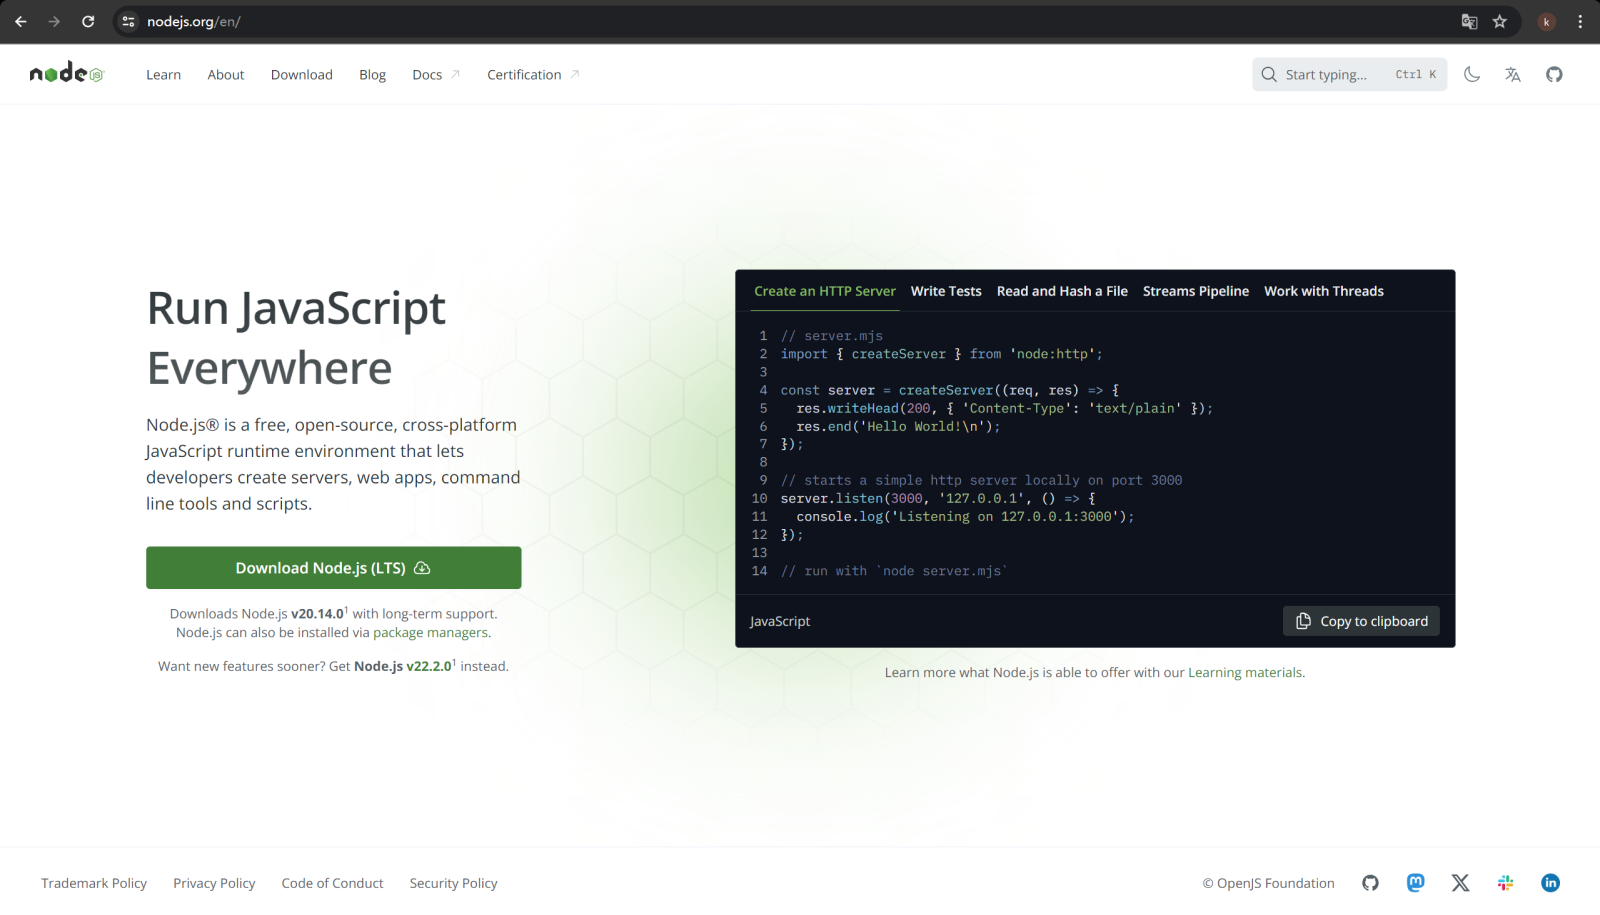 nodejs.org/en/
k
node
JS
Learn
About
Download
Blog
Docs
Certification
Start typing...
Ctrl K
Run JavaScript
Everywhere
Node.js® is a free, open-source, cross-platform
JavaScript runtime environment that lets
developers create servers, web apps, command
line tools and scripts.
Download Node.js (LTS)
Downloads Node.js v20.14.0¹ with long-term support.
Node.js can also be installed via package managers.
Want new features sooner? Get Node.js v22.2.0¹ instead.
Create an HTTP Server
Write Tests
Read and Hash a File
Streams Pipeline
Work with Threads
1 // server.mjs
2 import { createServer } from 'node:http';
3
4 const server = createServer((req, res) => {
5   res.writeHead(200, { 'Content-Type': 'text/plain' });
6   res.end('Hello World!\n');
7 });
8
9 // starts a simple http server locally on port 3000
10 server.listen(3000, '127.0.0.1', () => {
11   console.log('Listening on 127.0.0.1:3000');
12 });
13
14 // run with `node server.mjs`
JavaScript
Copy to clipboard
Learn more what Node.js is able to offer with our Learning materials.
Trademark Policy
Privacy Policy
Code of Conduct
Security Policy
© OpenJS Foundation
in